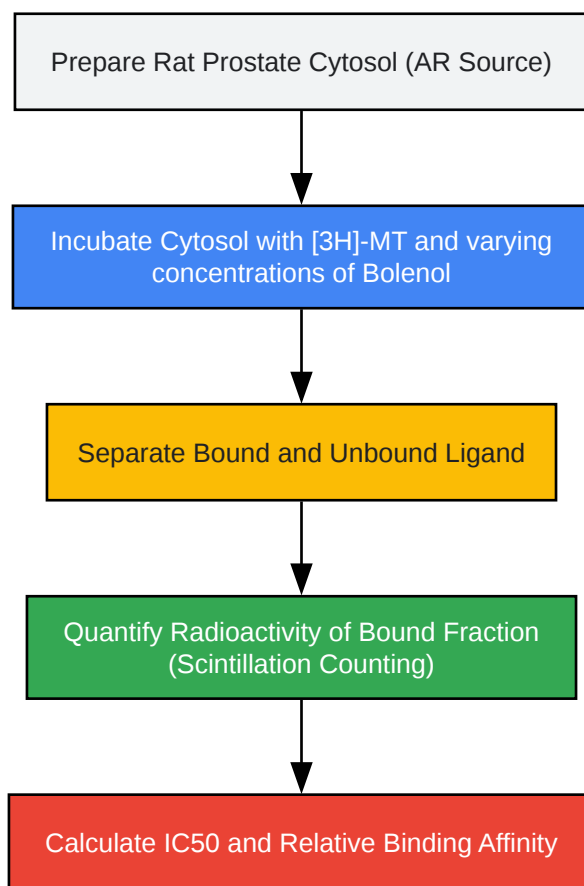 Prepare Rat Prostate Cytosol (AR Source)
Incubate Cytosol with [3H]-MT and varying
concentrations of Bolenol
Separate Bound and Unbound Ligand
Quantify Radioactivity of Bound Fraction
(Scintillation Counting)
Calculate IC50 and Relative Binding Affinity